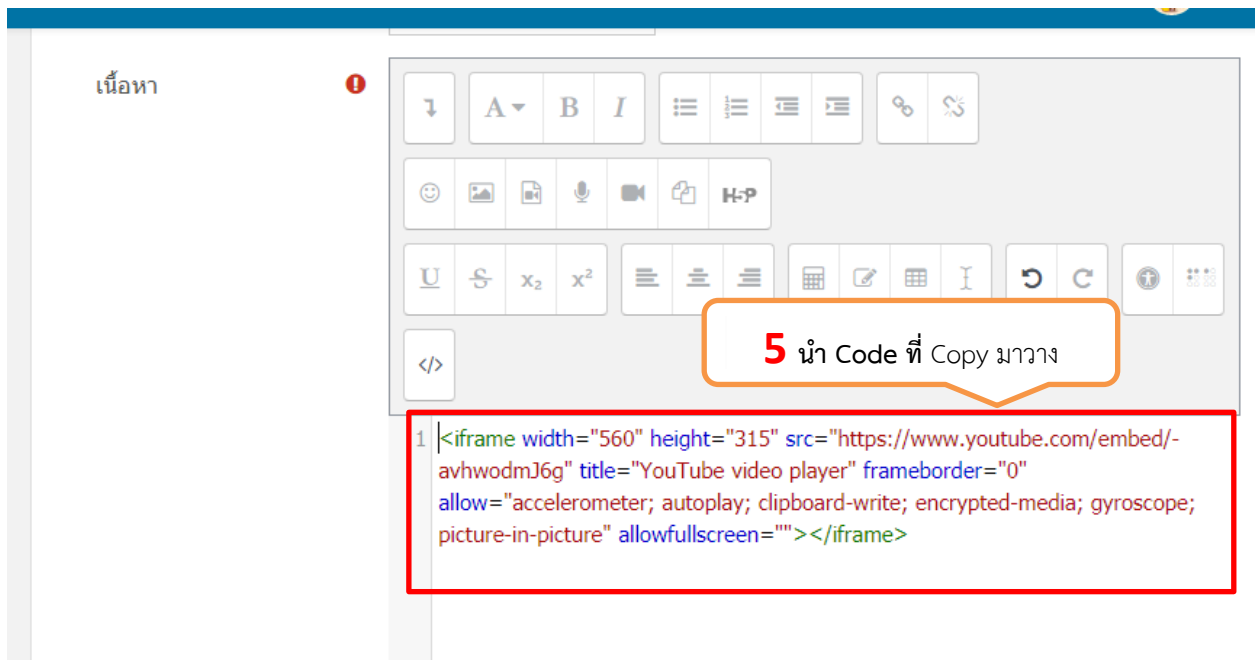 เนื้อหา
A B I
H-P
U S x₂ x²
5 นำ Code ที่ Copy มาวาง
</>
1 <iframe width="560" height="315" src="https://www.youtube.com/embed/-
avhwodmJ6g" title="YouTube video player" frameborder="0"
allow="accelerometer; autoplay; clipboard-write; encrypted-media; gyroscope;
picture-in-picture" allowfullscreen=""></iframe>